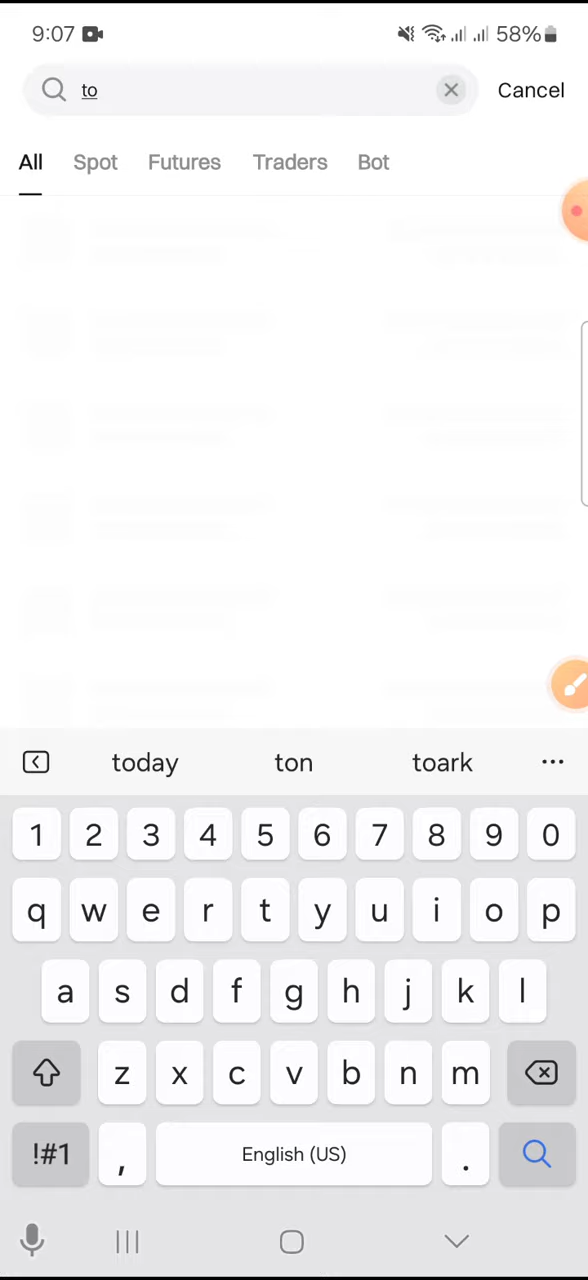 9:07 58%
to Cancel
All Spot Futures Traders Bot
today ton toark ...
1 2 3 4 5 6 7 8 9 0
q w e r t y u i o p
a s d f g h j k l
z x c v b n m
!#1 , English (US) .